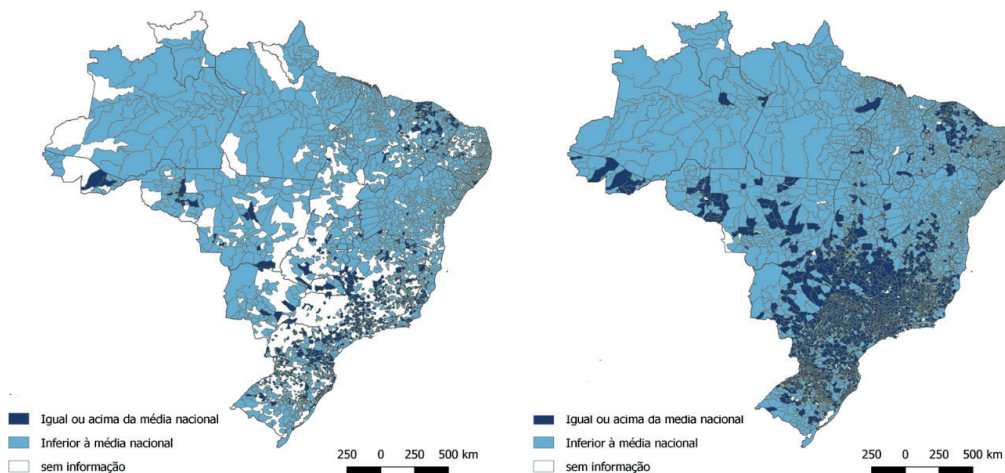 Igual ou acima da média nacional
Inferior à média nacional
sem informação
250 0 250 500 km
Igual ou acima da média nacional
Inferior à média nacional
sem informação
250 0 250 500 km